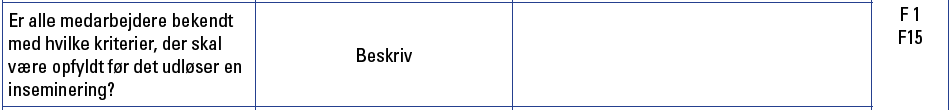 Er alle medarbejdere bekendt
med hvilke kriterier, der skal
være opfyldt før det udløser en
inseminering?
Beskriv
F 1
F15